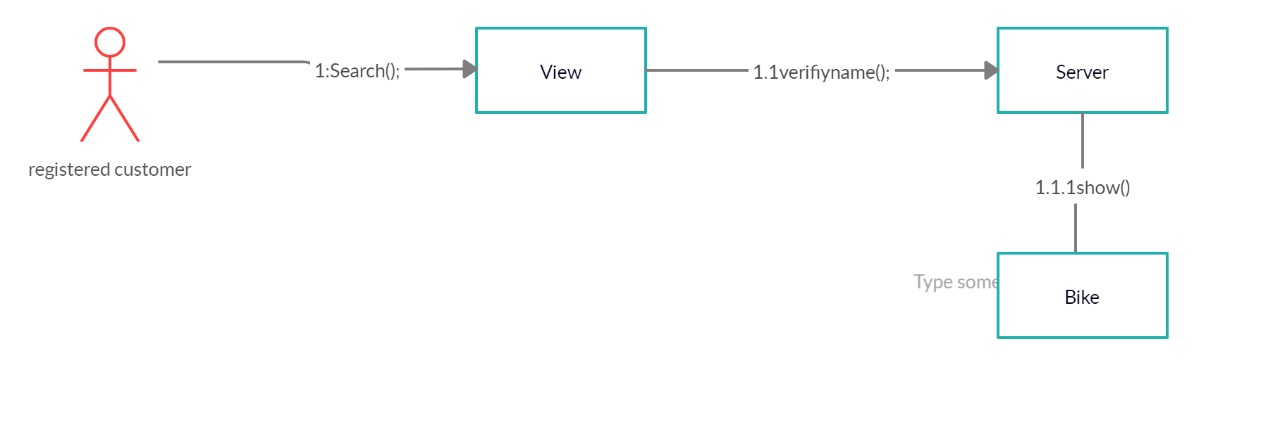 1:Search();
View
1.1verifiyname();
Server
registered customer
1.1.1show()
Type some
Bike